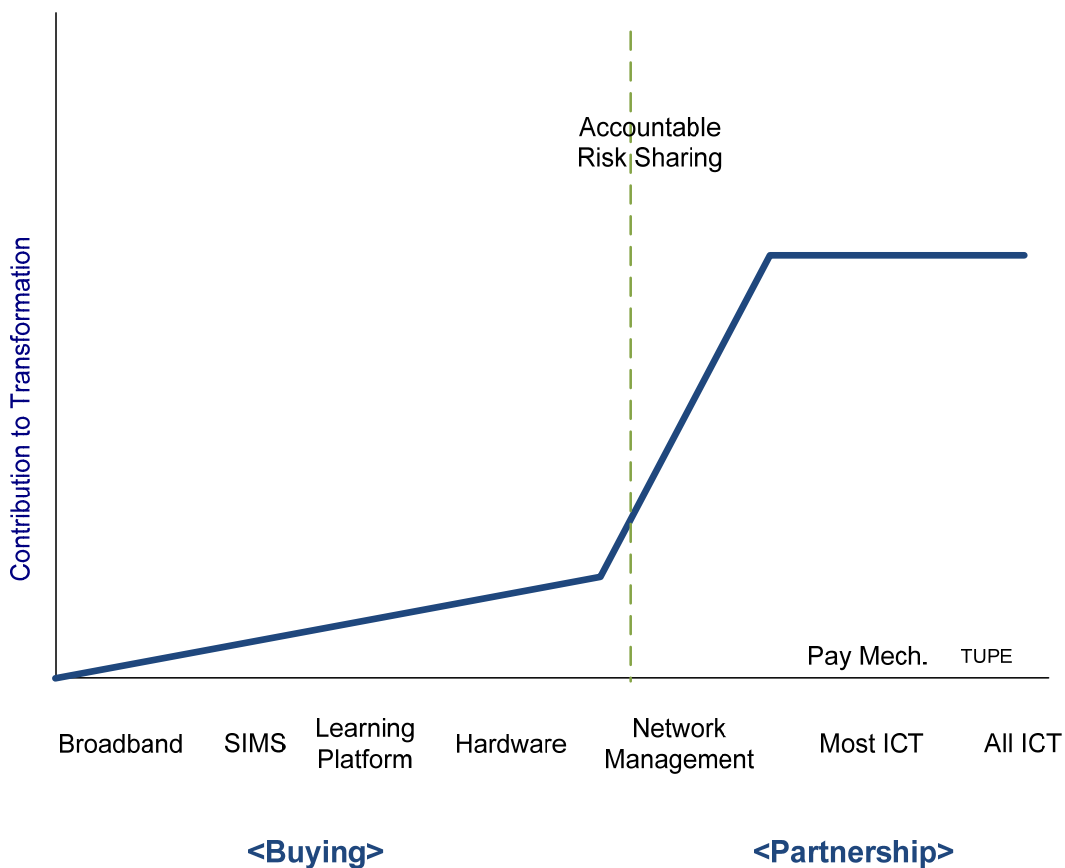 Accountable
Risk Sharing
Contribution to Transformation
Pay Mech. TUPE
Broadband SIMS Learning Platform Hardware Network Management Most ICT All ICT
<Buying> <Partnership>